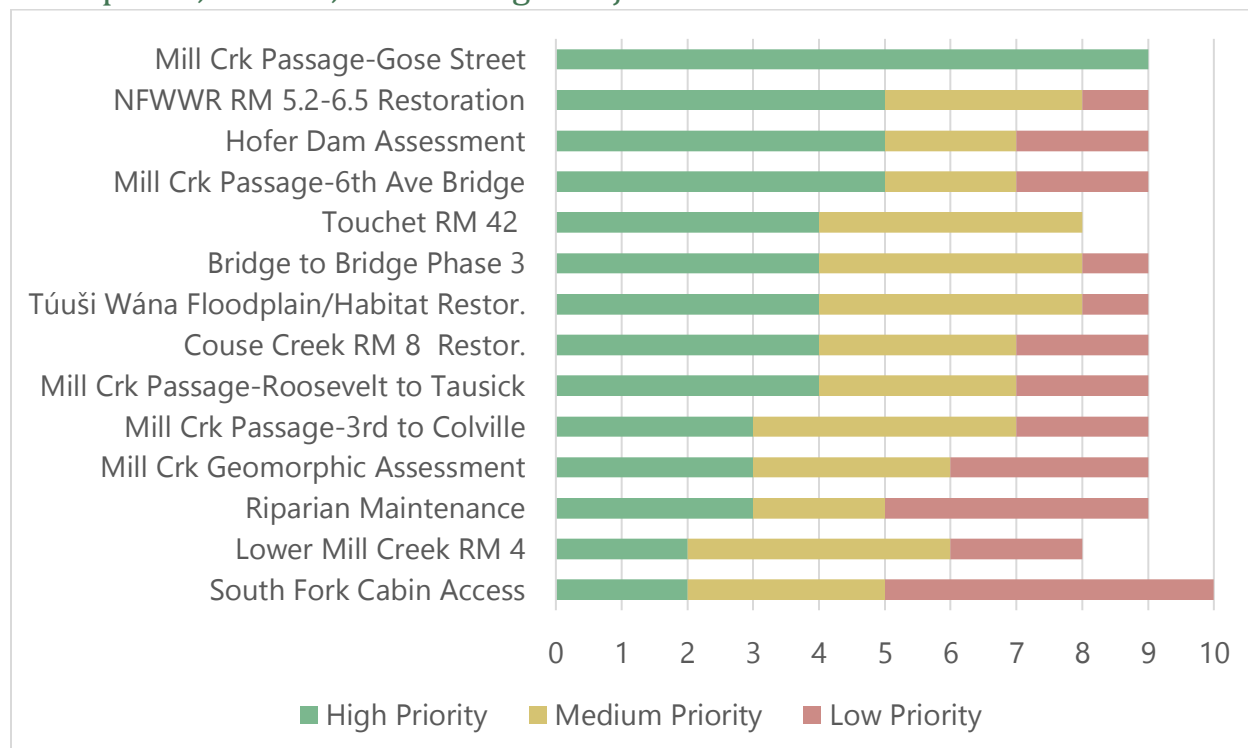 Mill Crk Passage-Gose Street
NFWWR RM 5.2-6.5 Restoration
Hofer Dam Assessment
Mill Crk Passage-6th Ave Bridge
Touchet RM 42
Bridge to Bridge Phase 3
Túuši Wána Floodplain/Habitat Restor.
Couse Creek RM 8 Restor.
Mill Crk Passage-Roosevelt to Tausick
Mill Crk Passage-3rd to Colville
Mill Crk Geomorphic Assessment
Riparian Maintenance
Lower Mill Creek RM 4
South Fork Cabin Access
0 1 2 3 4 5 6 7 8 9 10
High Priority Medium Priority Low Priority